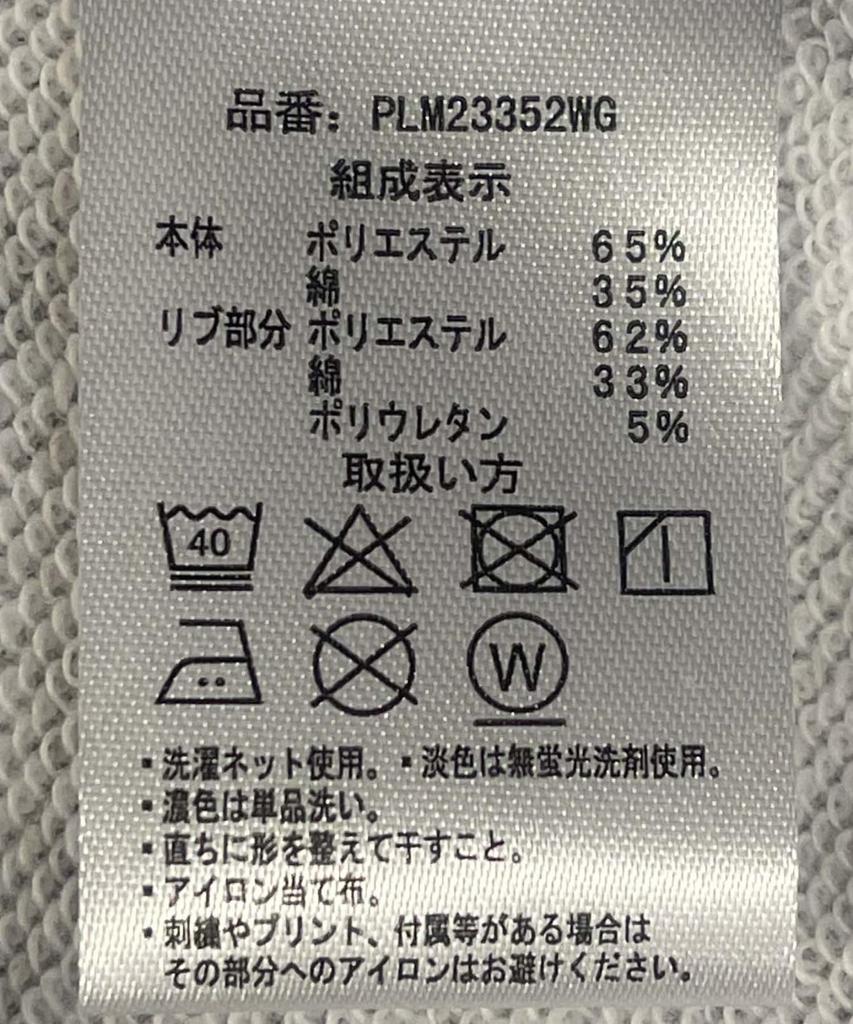 品番：PLM23352WG
組成表示
本体 ポリエステル 65%
綿 35%
リブ部分 ポリエステル 62%
綿 33%
ポリウレタン 5%
取扱い方
40
W
・洗濯ネット使用。・淡色は無蛍光洗剤使用。
・濃色は単品洗い。
・直ちに形を整えて干すこと。
・アイロン当て布。
・刺繍やプリント、付属等がある場合は
その部分へのアイロンはお避けください。